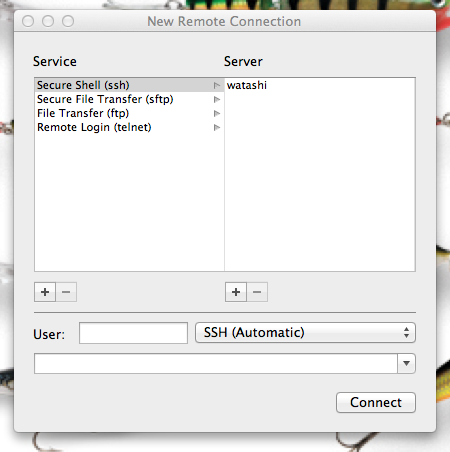 New Remote Connection
Service
Server
Secure Shell (ssh)
watashi
Secure File Transfer (sftp)
File Transfer (ftp)
Remote Login (telnet)
+ −
+ −
User:
SSH (Automatic)
Connect